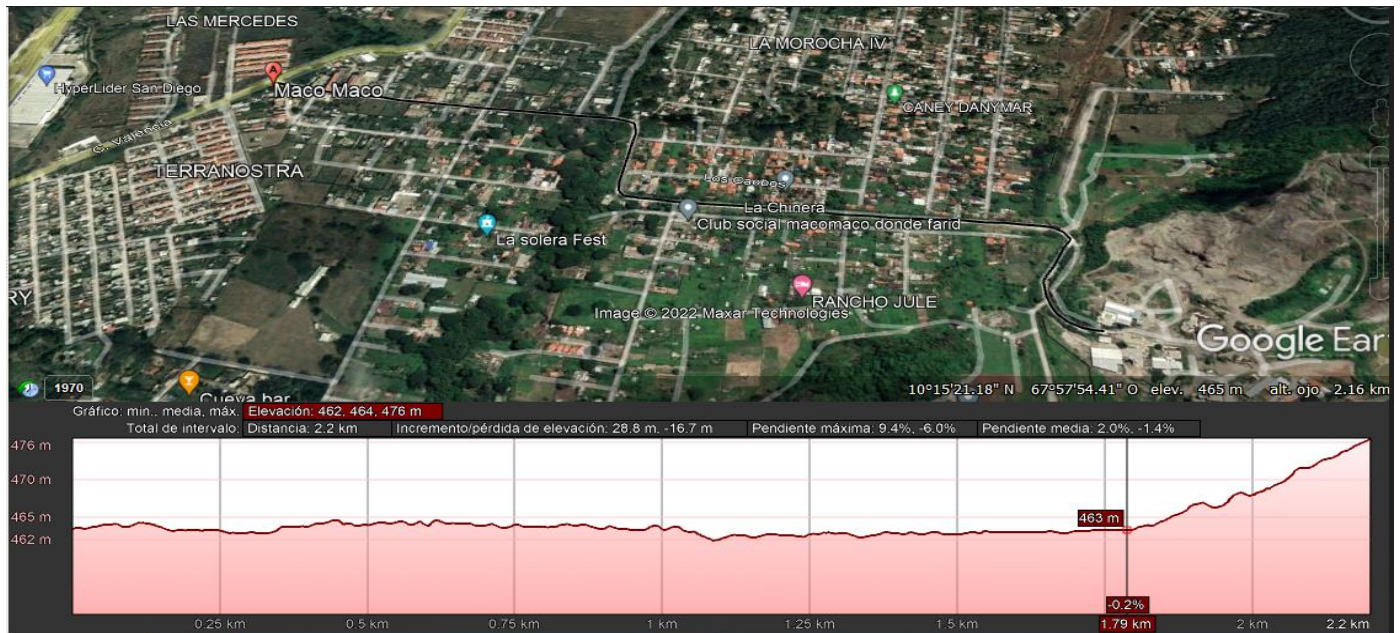 LAS MERCEDES
LA MOROCHA IV
HyperLider San Diego
Maco Maco
CANEY DANYMAR
C. Valencia
TERRANOSTRA
Los Caobos
La Chinera
Club social macomaco donde farid
La solera Fest
RY
RANCHO JULE
Image © 2022 Maxar Technologies
Google Ear
1970
Cueva bar
10°15'21.18" N 67°57'54.41" O elev. 465 m alt. ojo 2.16 km
Gráfico: min., media, máx. Elevación: 462, 464, 476 m
Total de intervalo: Distancia: 2.2 km Incremento/pérdida de elevación: 28.8 m, -16.7 m Pendiente máxima: 9.4%, -6.0% Pendiente media: 2.0%, -1.4%
476 m
470 m
465 m
463 m
462 m
-0.2%
0.25 km 0.5 km 0.75 km 1 km 1.25 km 1.5 km 1.79 km 2 km 2.2 km